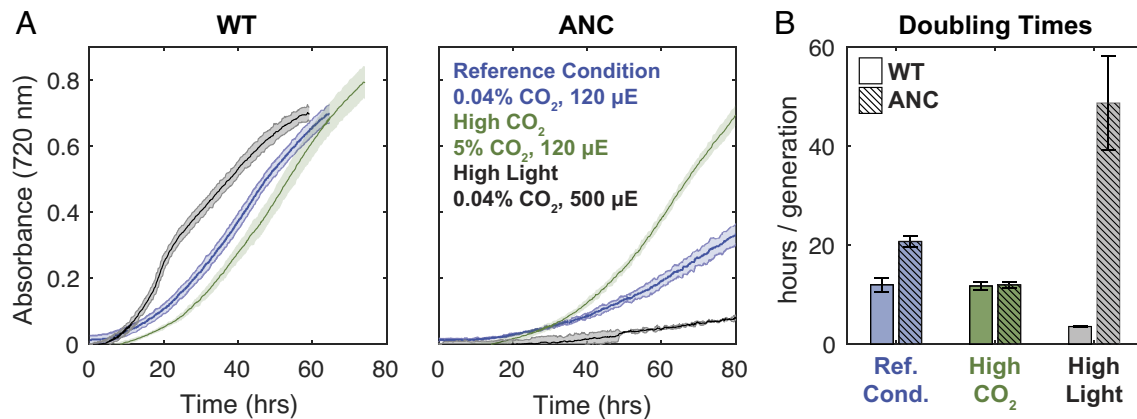 A
WT
ANC
B
Doubling Times
Absorbance (720 nm)
0.8
0.6
0.4
0.2
0
0
20
40
60
80
Time (hrs)
Reference Condition
0.04% CO₂, 120 µE
High CO₂
5% CO₂, 120 µE
High Light
0.04% CO₂, 500 µE
0
20
40
60
80
Time (hrs)
hours / generation
60
40
20
0
WT
ANC
Ref.
Cond.
High
CO₂
High
Light